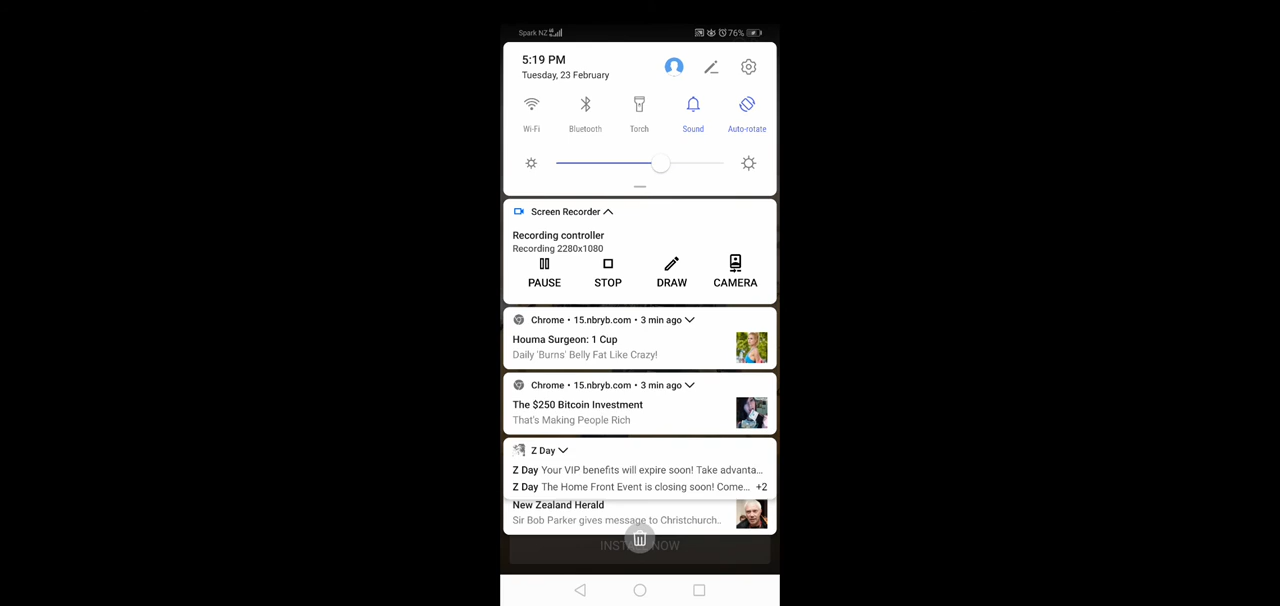 Spark NZ 76%
5:19 PM
Tuesday, 23 February
Wi-Fi Bluetooth Torch Sound Auto-rotate
Screen Recorder
Recording controller
Recording 2280x1080
PAUSE STOP DRAW CAMERA
Chrome • 15.nbryb.com • 3 min ago
Houma Surgeon: 1 Cup
Daily 'Burns' Belly Fat Like Crazy!
Chrome • 15.nbryb.com • 3 min ago
The $250 Bitcoin Investment
That's Making People Rich
Z Day
Z Day Your VIP benefits will expire soon! Take advanta...
Z Day The Home Front Event is closing soon! Come... +2
New Zealand Herald
Sir Bob Parker gives message to Christchurch..
NOW